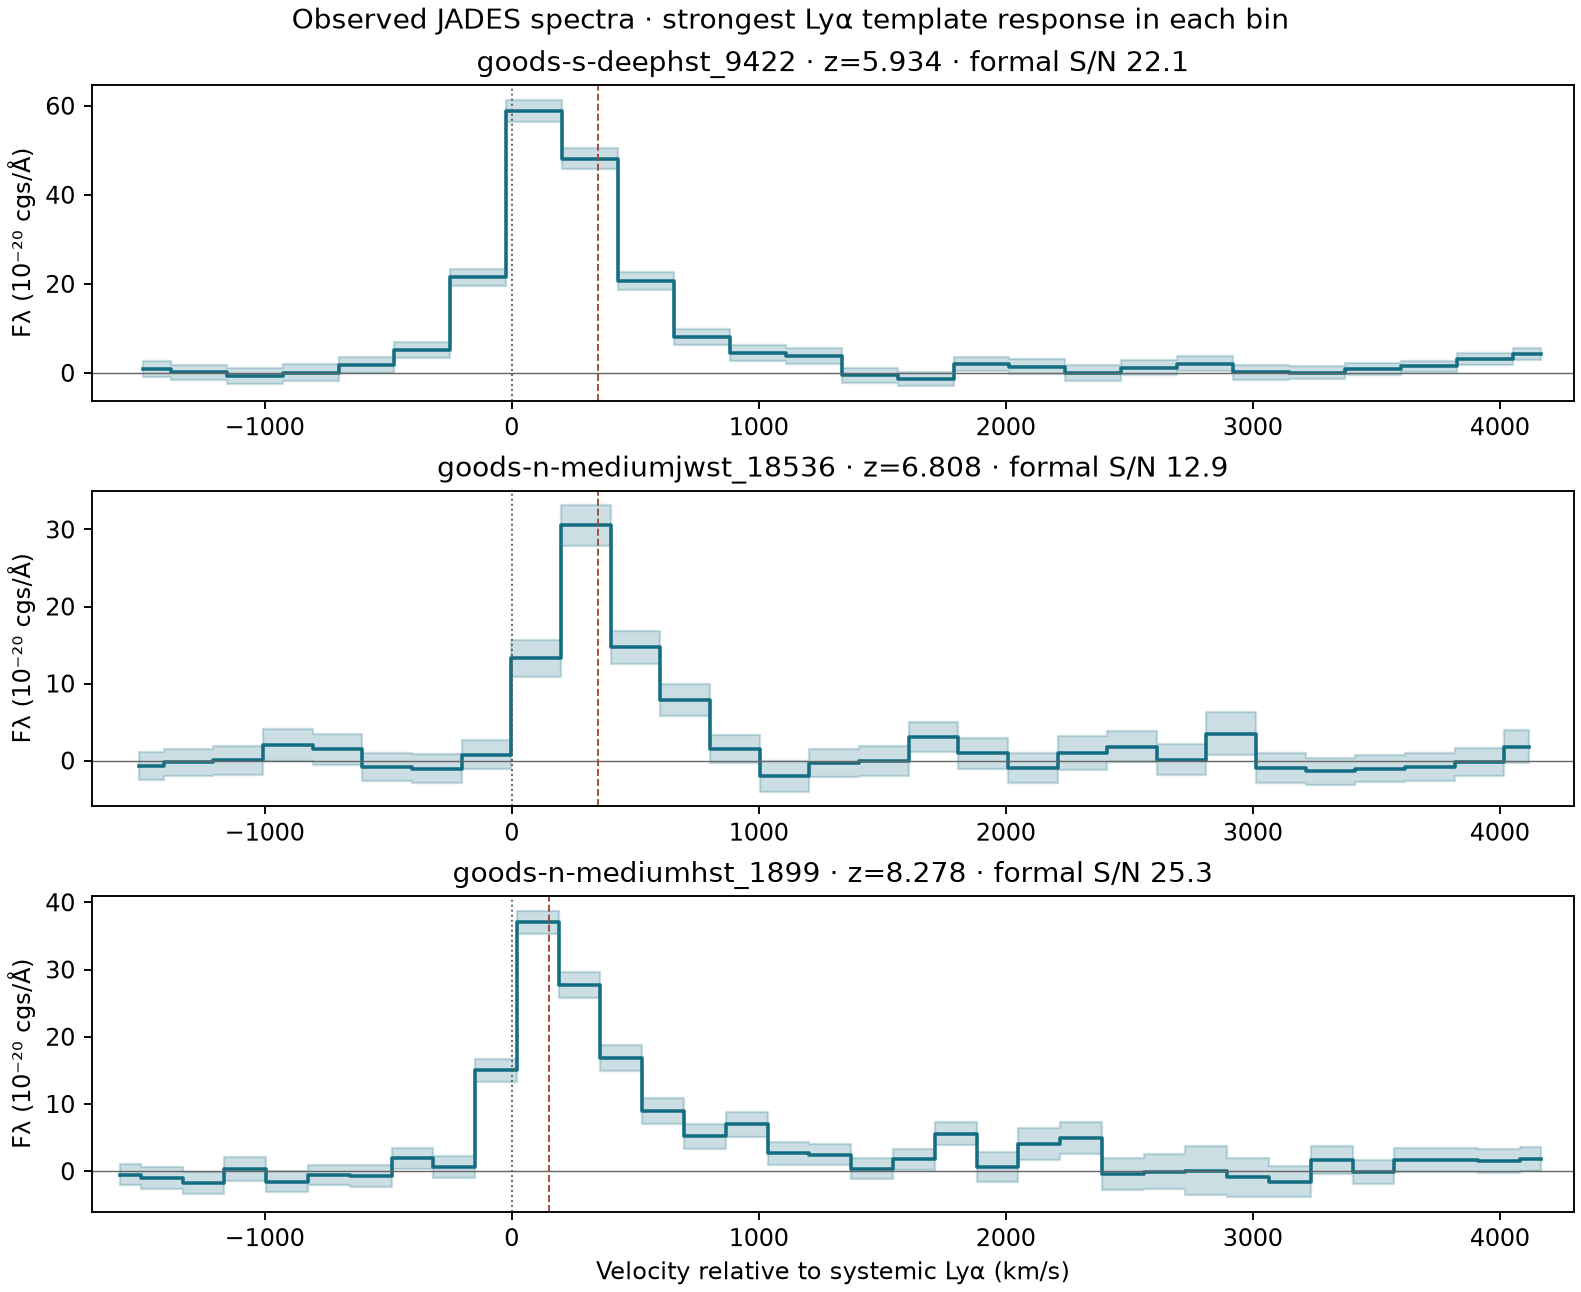 Observed JADES spectra · strongest Lyα template response in each bin
goods-s-deephst_9422 · z=5.934 · formal S/N 22.1
Fλ (10⁻²⁰ cgs/Å)
60
40
20
0
−1000 0 1000 2000 3000 4000
goods-n-mediumjwst_18536 · z=6.808 · formal S/N 12.9
Fλ (10⁻²⁰ cgs/Å)
30
20
10
0
−1000 0 1000 2000 3000 4000
goods-n-mediumhst_1899 · z=8.278 · formal S/N 25.3
Fλ (10⁻²⁰ cgs/Å)
40
30
20
10
0
−1000 0 1000 2000 3000 4000
Velocity relative to systemic Lyα (km/s)